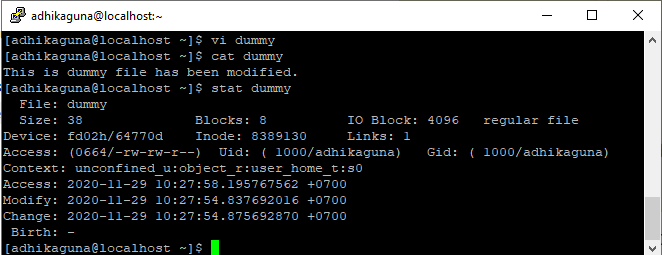 adhikaguna@localhost:~
[adhikaguna@localhost ~]$ vi dummy
[adhikaguna@localhost ~]$ cat dummy
This is dummy file has been modified.
[adhikaguna@localhost ~]$ stat dummy
  File: dummy
  Size: 38              Blocks: 8          IO Block: 4096   regular file
Device: fd02h/64770d    Inode: 8389130     Links: 1
Access: (0664/-rw-rw-r--)  Uid: ( 1000/adhikaguna)   Gid: ( 1000/adhikaguna)
Context: unconfined_u:object_r:user_home_t:s0
Access: 2020-11-29 10:27:58.195767562 +0700
Modify: 2020-11-29 10:27:54.837692016 +0700
Change: 2020-11-29 10:27:54.875692870 +0700
 Birth: -
[adhikaguna@localhost ~]$